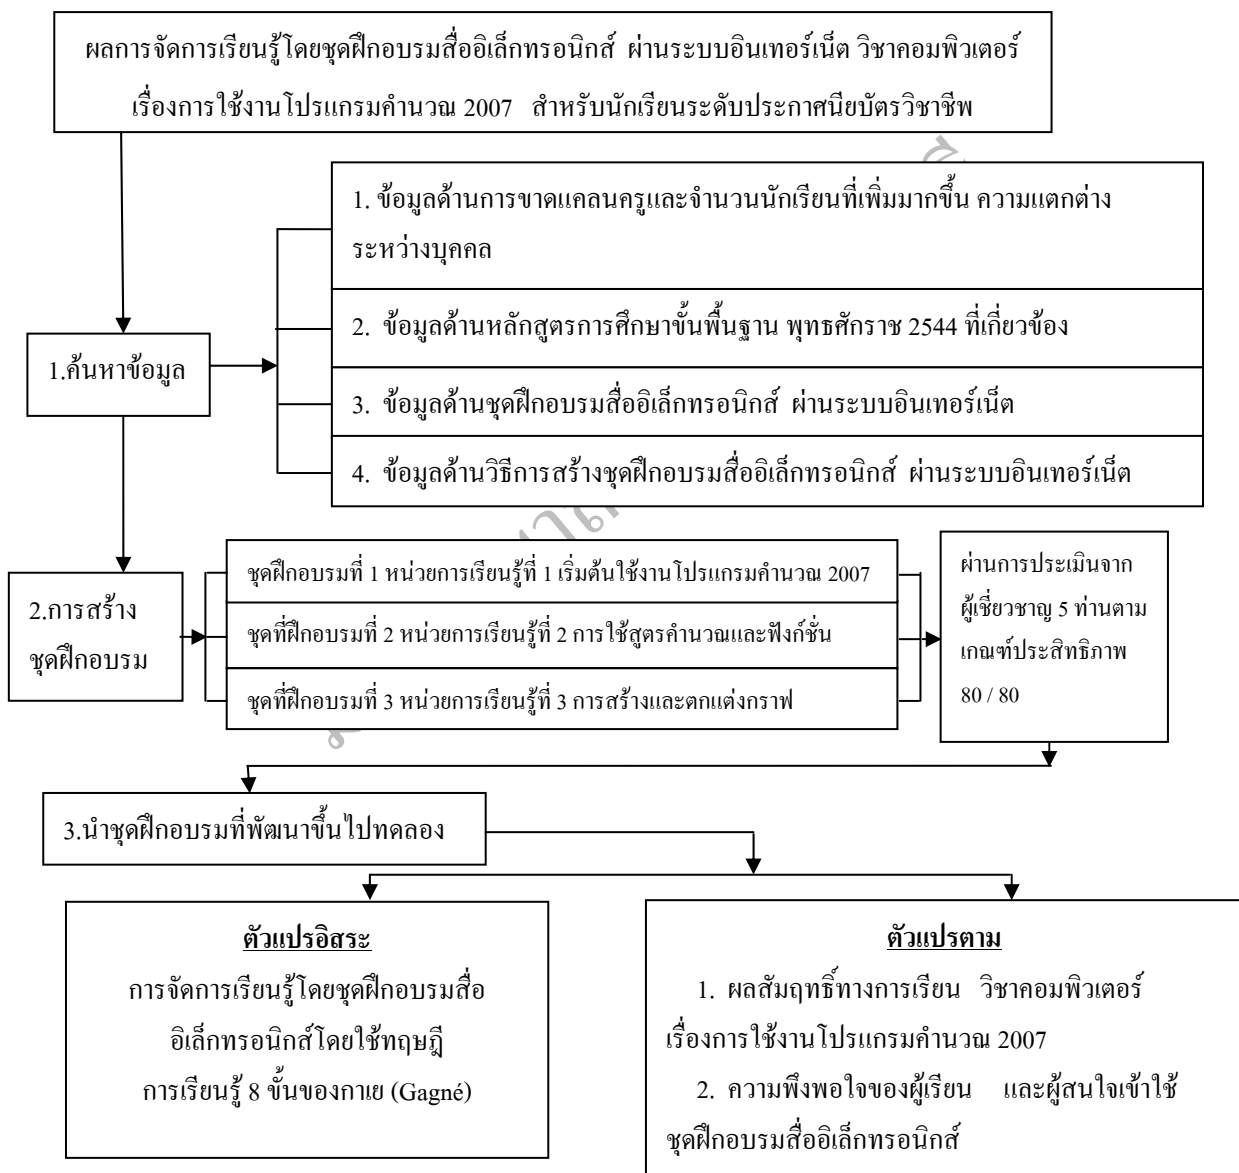 ผลการจัดการเรียนรู้โดยชุดฝึกอบรมสื่ออิเล็กทรอนิกส์ ผ่านระบบอินเทอร์เน็ต วิชาคอมพิวเตอร์
เรื่องการใช้งานโปรแกรมคำนวณ 2007 สำหรับนักเรียนระดับประกาศนียบัตรวิชาชีพ
1. ข้อมูลด้านการขาดแคลนครูและจำนวนนักเรียนที่เพิ่มมากขึ้น ความแตกต่าง
ระหว่างบุคคล
2. ข้อมูลด้านหลักสูตรการศึกษาขั้นพื้นฐาน พุทธศักราช 2544 ที่เกี่ยวข้อง
1.ค้นหาข้อมูล
3. ข้อมูลด้านชุดฝึกอบรมสื่ออิเล็กทรอนิกส์ ผ่านระบบอินเทอร์เน็ต
4. ข้อมูลด้านวิธีการสร้างชุดฝึกอบรมสื่ออิเล็กทรอนิกส์ ผ่านระบบอินเทอร์เน็ต
2.การสร้าง
ชุดฝึกอบรม
ชุดฝึกอบรมที่ 1 หน่วยการเรียนรู้ที่ 1 เริ่มต้นใช้งานโปรแกรมคำนวณ 2007
ชุดที่ฝึกอบรมที่ 2 หน่วยการเรียนรู้ที่ 2 การใช้สูตรคำนวณและฟังก์ชั่น
ชุดที่ฝึกอบรมที่ 3 หน่วยการเรียนรู้ที่ 3 การสร้างและตกแต่งกราฟ
ผ่านการประเมินจาก
ผู้เชี่ยวชาญ 5 ท่านตาม
เกณฑ์ประสิทธิภาพ
80 / 80
3.นำชุดฝึกอบรมที่พัฒนาขึ้นไปทดลอง
ตัวแปรอิสระ
การจัดการเรียนรู้โดยชุดฝึกอบรมสื่อ
อิเล็กทรอนิกส์โดยใช้ทฤษฎี
การเรียนรู้ 8 ขั้นของกาเย (Gagné)
ตัวแปรตาม
1. ผลสัมฤทธิ์ทางการเรียน วิชาคอมพิวเตอร์
เรื่องการใช้งานโปรแกรมคำนวณ 2007
2. ความพึงพอใจของผู้เรียน และผู้สนใจเข้าใช้
ชุดฝึกอบรมสื่ออิเล็กทรอนิกส์